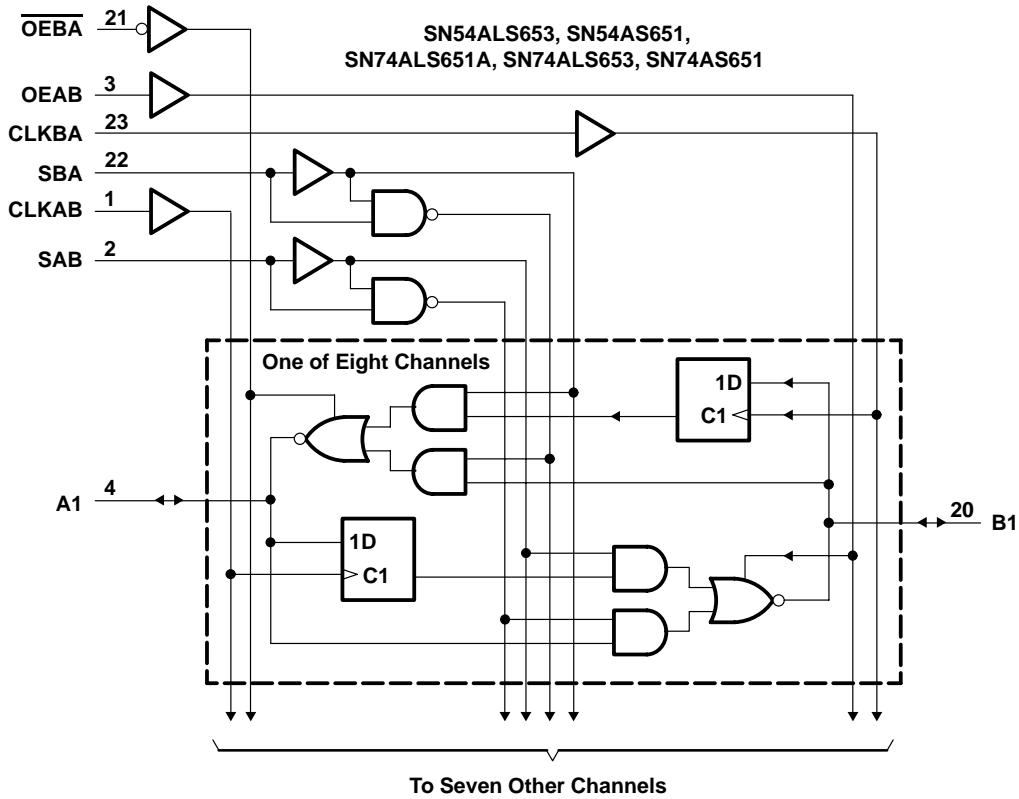 SN54ALS653, SN54AS651,
SN74ALS651A, SN74ALS653, SN74AS651
OEBA 21
OEAB 3
CLKBA 23
SBA 22
CLKAB 1
SAB 2
One of Eight Channels
1D
C1
A1 4
1D
C1
20 B1
To Seven Other Channels